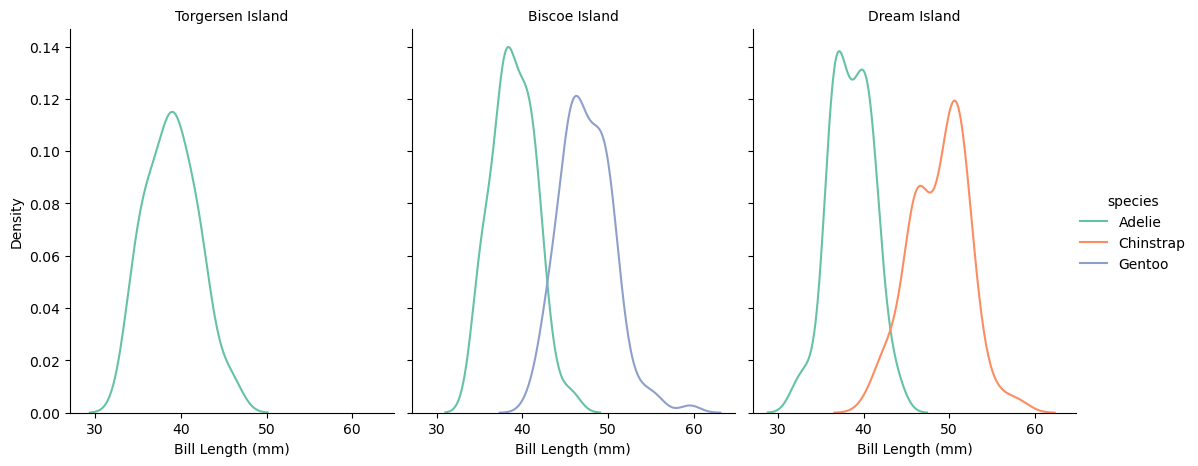 Torgersen Island
Biscoe Island
Dream Island
0.14
0.12
0.10
0.08
0.06
0.04
0.02
0.00
Density
30 40 50 60
30 40 50 60
30 40 50 60
Bill Length (mm)
Bill Length (mm)
Bill Length (mm)
species
Adelie
Chinstrap
Gentoo